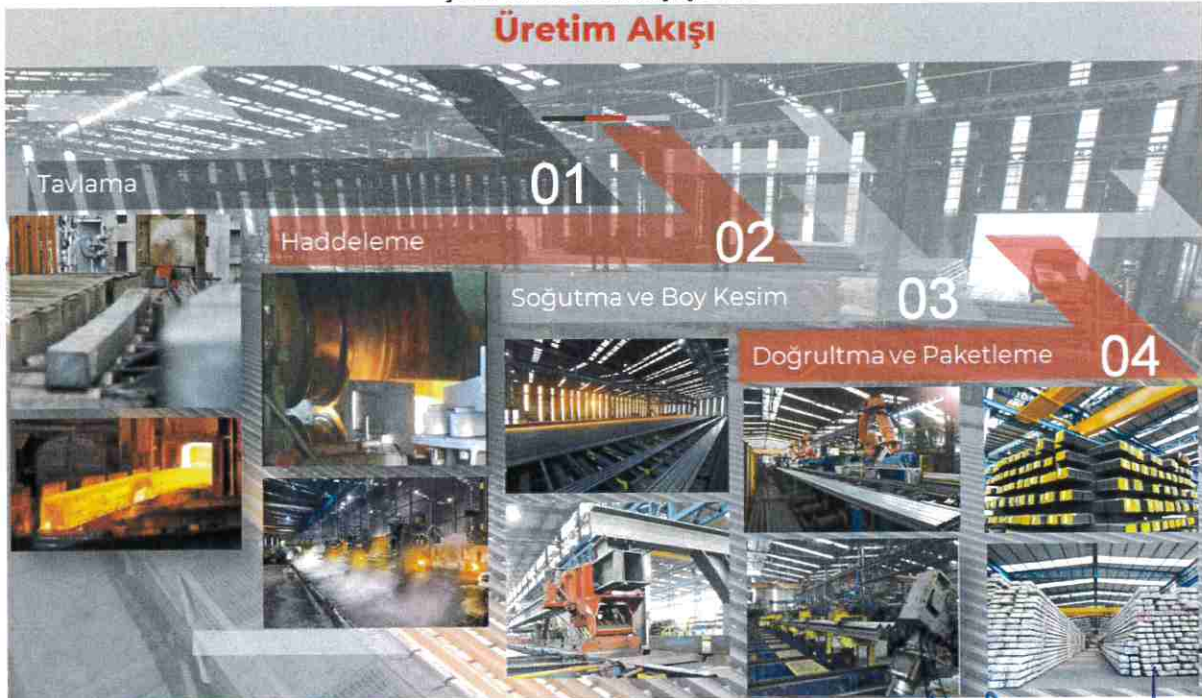 Üretim Akışı
Tavlama
01
Haddeleme
02
Soğutma ve Boy Kesim
03
Doğrultma ve Paketleme
04